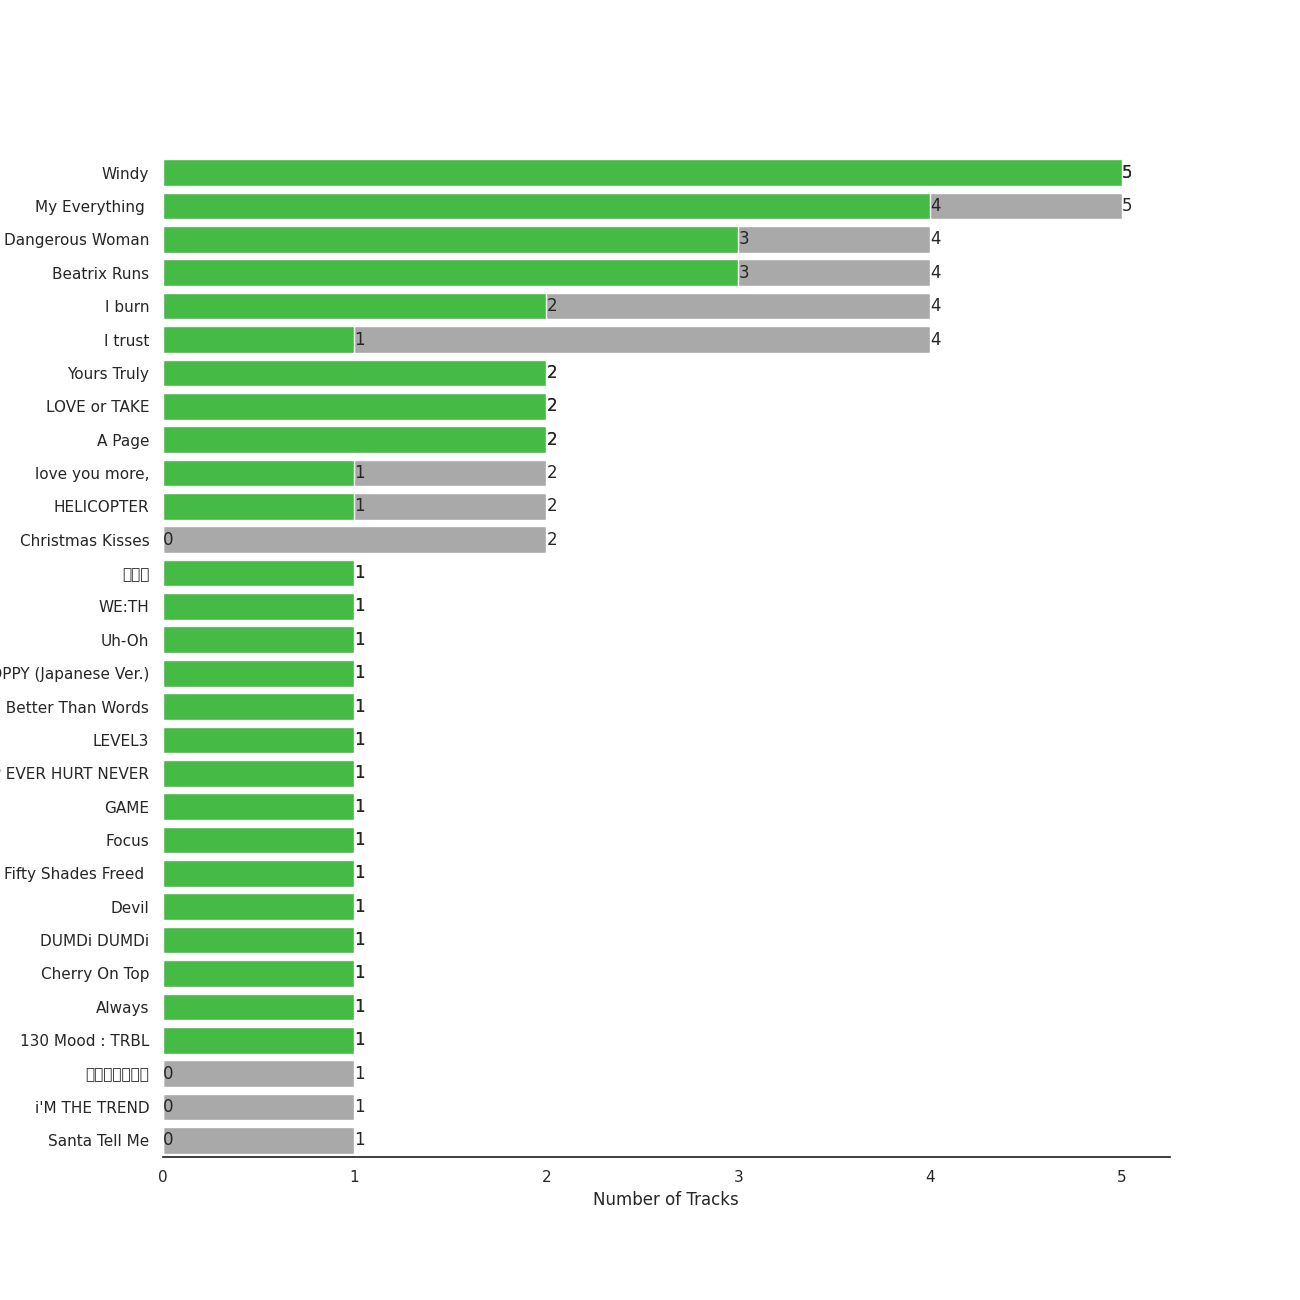 Windy 5
My Everything 4 5
Dangerous Woman 3 4
Beatrix Runs 3 4
I burn 2 4
I trust 1 4
Yours Truly 2
LOVE or TAKE 2
A Page 2
love you more, 1 2
HELICOPTER 1 2
Christmas Kisses 0 2
1
WE:TH 1
Uh-Oh 1
(Japanese Ver.) 1
Better Than Words 1
LEVEL3 1
EVER HURT NEVER 1
GAME 1
Focus 1
Fifty Shades Freed 1
Devil 1
DUMDi DUMDi 1
Cherry On Top 1
Always 1
130 Mood : TRBL 1
0 1
i'M THE TREND 0 1
Santa Tell Me 0 1
0 1 2 3 4 5
Number of Tracks